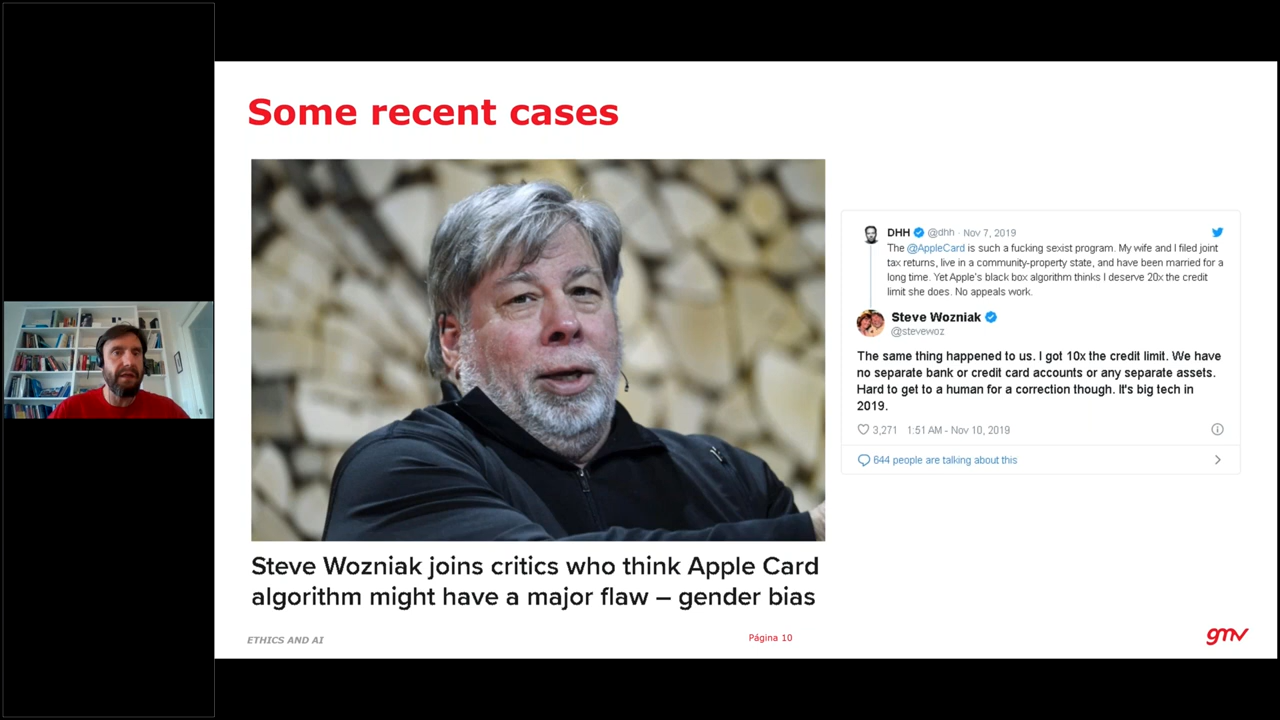 Some recent cases
DHH @dhh · Nov 7, 2019
The @AppleCard is such a fucking sexist program. My wife and I filed joint
tax returns, live in a community-property state, and have been married for a
long time. Yet Apple's black box algorithm thinks I deserve 20x the credit
limit she does. No appeals work.
Steve Wozniak
@stevewoz
The same thing happened to us. I got 10x the credit limit. We have
no separate bank or credit card accounts or any separate assets.
Hard to get to a human for a correction though. It's big tech in
2019.
3,271 1:51 AM - Nov 10, 2019
644 people are talking about this
Steve Wozniak joins critics who think Apple Card
algorithm might have a major flaw – gender bias
ETHICS AND AI
Página 10
gmv